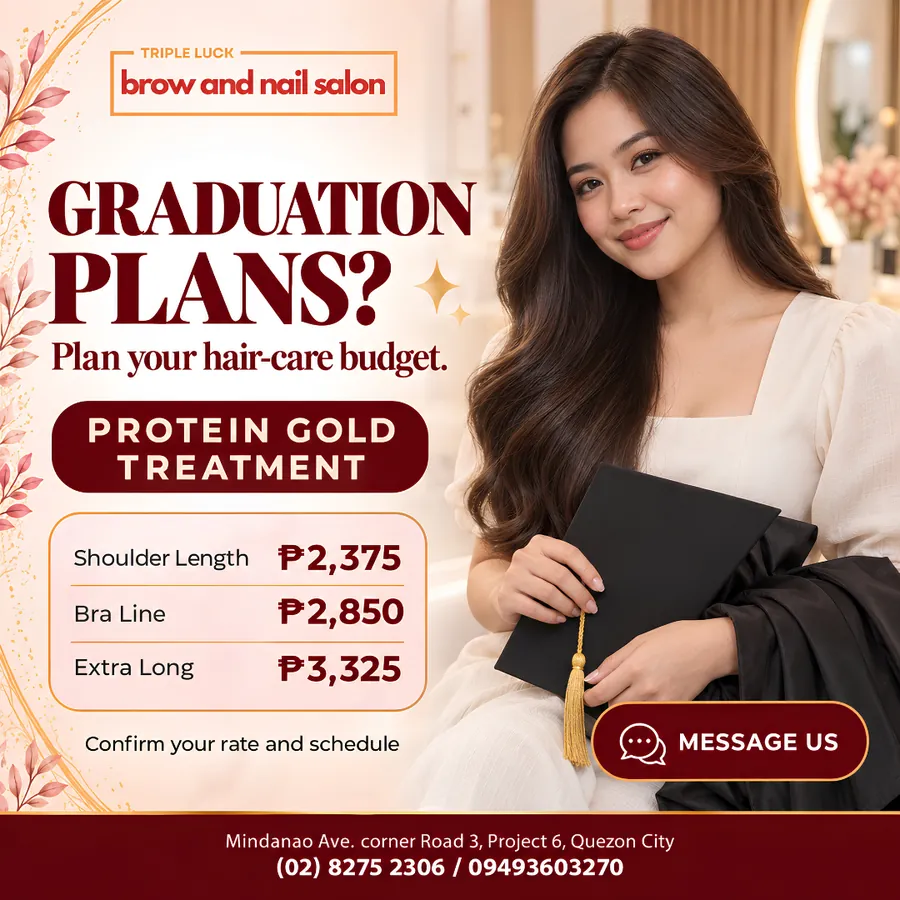 TRIPLE LUCK
brow and nail salon
GRADUATION
PLANS?
Plan your hair-care budget.
PROTEIN GOLD
TREATMENT
Shoulder Length ₱2,375
Bra Line ₱2,850
Extra Long ₱3,325
Confirm your rate and schedule
MESSAGE US
Mindanao Ave. corner Road 3, Project 6, Quezon City
(02) 8275 2306 / 09493603270